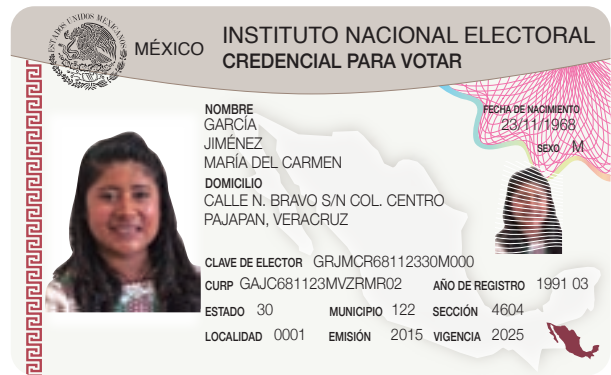 ESTADOS UNIDOS MEXICANOS
MÉXICO
INSTITUTO NACIONAL ELECTORAL
CREDENCIAL PARA VOTAR
NOMBRE
GARCÍA
JIMÉNEZ
MARÍA DEL CARMEN
FECHA DE NACIMIENTO
23/11/1968
SEXO M
DOMICILIO
CALLE N. BRAVO S/N COL. CENTRO
PAJAPAN, VERACRUZ
CLAVE DE ELECTOR GRJMCR68112330M000
CURP GAJC681123MVZRMR02 AÑO DE REGISTRO 1991 03
ESTADO 30 MUNICIPIO 122 SECCIÓN 4604
LOCALIDAD 0001 EMISIÓN 2015 VIGENCIA 2025